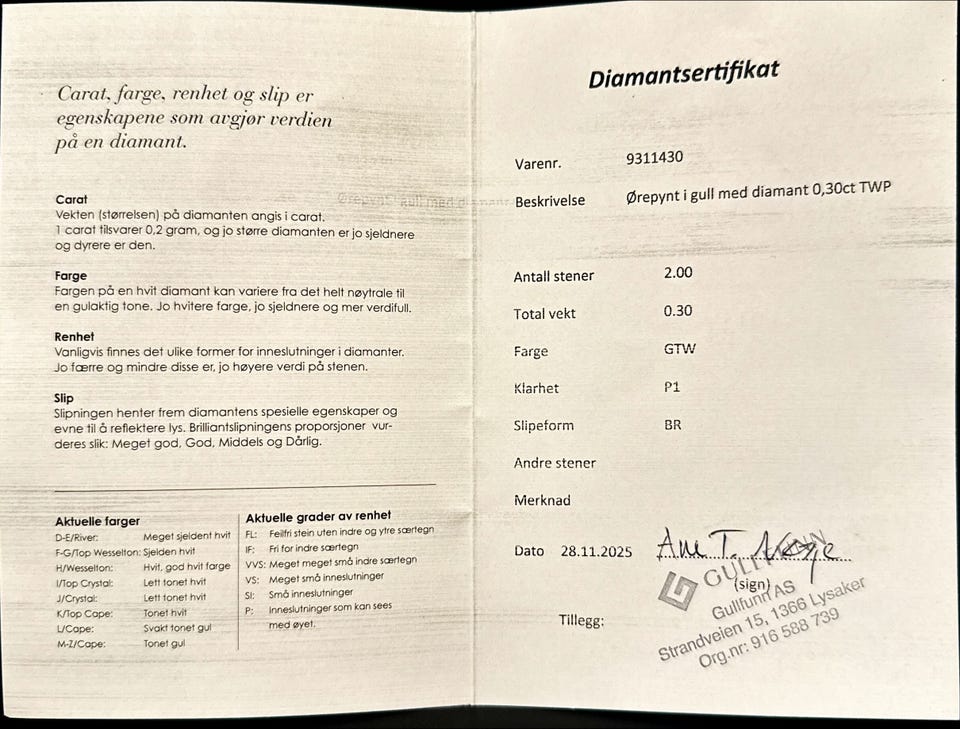 Carat, farge, renhet og slip er
egenskapene som avgjør verdien
på en diamant.
Carat
Vekten (størrelsen) på diamanten angis i carat.
1 carat tilsvarer 0,2 gram, og jo større diamanten er jo sjeldnere
og dyrere er den.
Farge
Fargen på en hvit diamant kan variere fra det helt nøytrale til
en gulaktig tone. Jo hvitere farge, jo sjeldnere og mer verdifull.
Renhet
Vanligvis finnes det ulike former for inneslutninger i diamanter.
Jo færre og mindre disse er, jo høyere verdi på stenen.
Slip
Slipningen henter frem diamantens spesielle egenskaper og
evne til å reflektere lys. Brilliantslipningens proporsjoner vur-
deres slik: Meget god, God, Middels og Dårlig.
Aktuelle farger
D-E/River: Meget sjeldent hvit
F-G/Top Wesselton: Sjelden hvit
H/Wesselton: Hvit, god hvit farge
I/Top Crystal: Lett tonet hvit
J/Crystal: Lett tonet hvit
K/Top Cape: Tonet hvit
L/Cape: Svakt tonet gul
M-Z/Cape: Tonet gul
Aktuelle grader av renhet
FL: Feilfri stein uten indre og ytre særtegn
IF: Fri for indre særtegn
VVS: Meget meget små indre særtegn
VS: Meget små inneslutninger
SI: Små inneslutninger
P: Inneslutninger som kan sees
med øyet.
Diamantsertifikat
Varenr. 9311430
Beskrivelse Ørepynt i gull med diamant 0,30ct TWP
Antall stener 2.00
Total vekt 0.30
Farge GTW
Klarhet P1
Slipeform BR
Andre stener
Merknad
Dato 28.11.2025
(sign)
Tillegg:
GULLFUNN
Gullfunn AS
Strandveien 15, 1366 Lysaker
Org.nr: 916 588 739